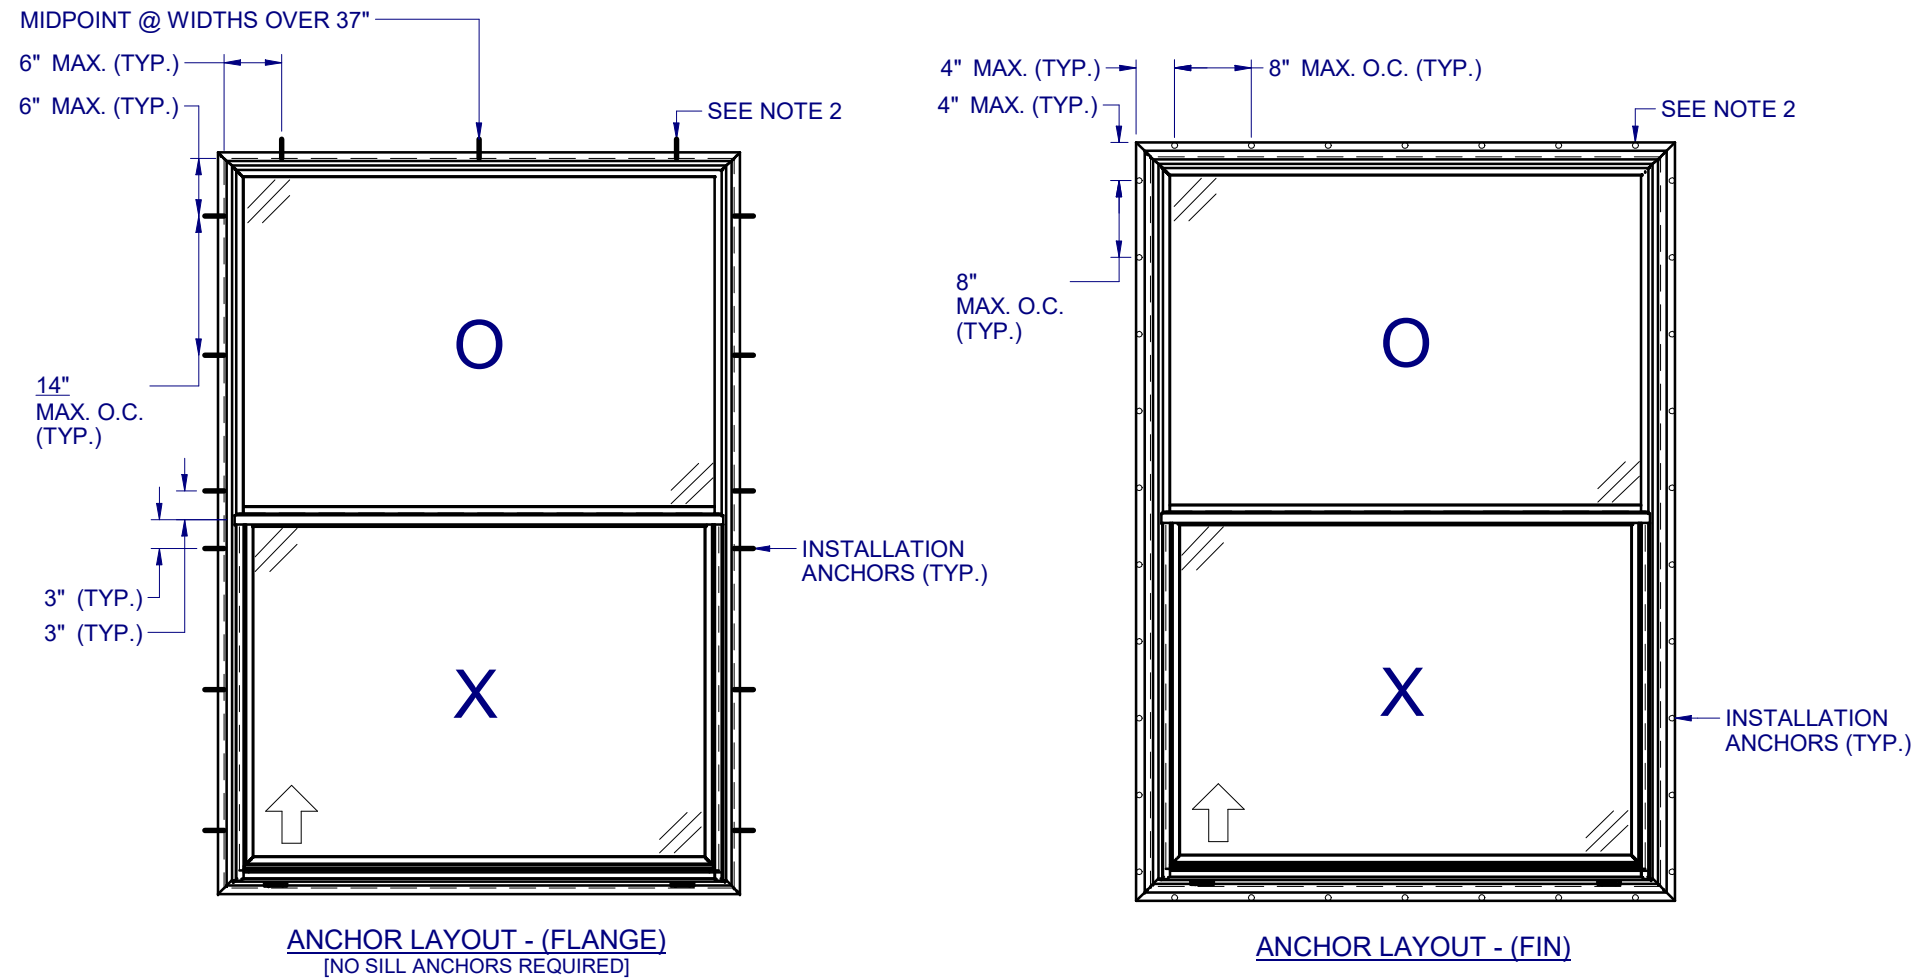 MIDPOINT @ WIDTHS OVER 37"
6" MAX. (TYP.)
6" MAX. (TYP.)
SEE NOTE 2
O
14"
MAX. O.C.
(TYP.)
INSTALLATION
ANCHORS (TYP.)
3" (TYP.)
3" (TYP.)
X
ANCHOR LAYOUT - (FLANGE)
[NO SILL ANCHORS REQUIRED]
4" MAX. (TYP.)
8" MAX. O.C. (TYP.)
4" MAX. (TYP.)
SEE NOTE 2
8"
MAX. O.C.
(TYP.)
O
X
INSTALLATION
ANCHORS (TYP.)
ANCHOR LAYOUT - (FIN)